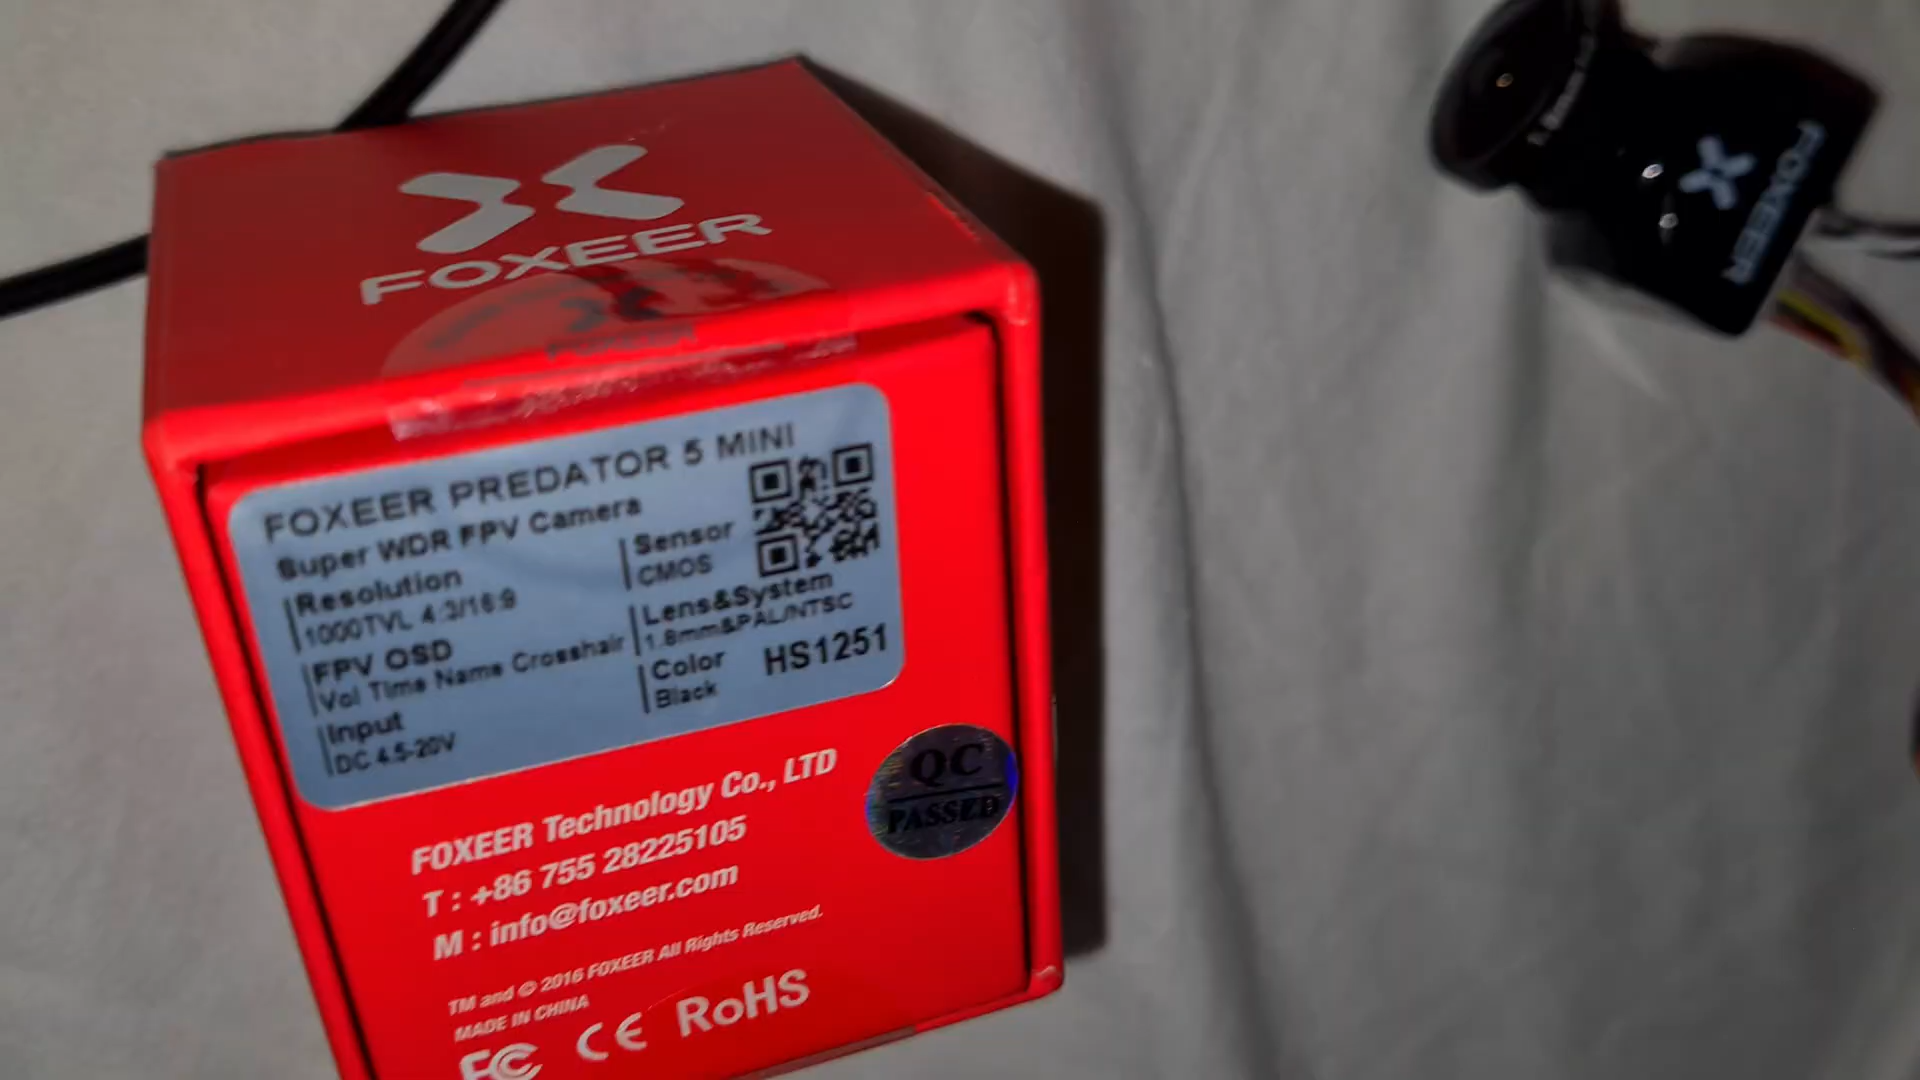 FOXEER
FOXEER PREDATOR 5 MINI
Super WDR FPV Camera
Resolution
1000TVL 4:3/16:9
Sensor
CMOS
FPV OSD
Vol Time Name Crosshair
Lens&System
1.8mm&PAL/NTSC
Input
DC 4.5-20V
Color
Black
HS1251
QC
PASSED
FOXEER Technology Co., LTD
T : +86 755 28225105
M : info@foxeer.com
TM and © 2016 FOXEER All Rights Reserved.
MADE IN CHINA
FC CE RoHS
FOXEER